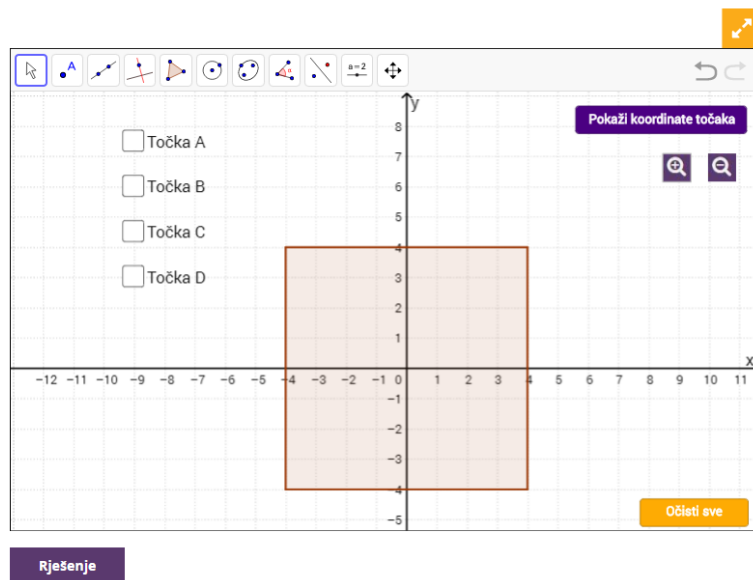 A
a=2
y
Pokaži koordinate točaka
Točka A
Točka B
Točka C
Točka D
8
7
6
5
4
3
2
1
x
−12 −11 −10 −9 −8 −7 −6 −5 −4 −3 −2 −1 0 1 2 3 4 5 6 7 8 9 10 11
−1
−2
−3
−4
−5
Očisti sve
Rješenje